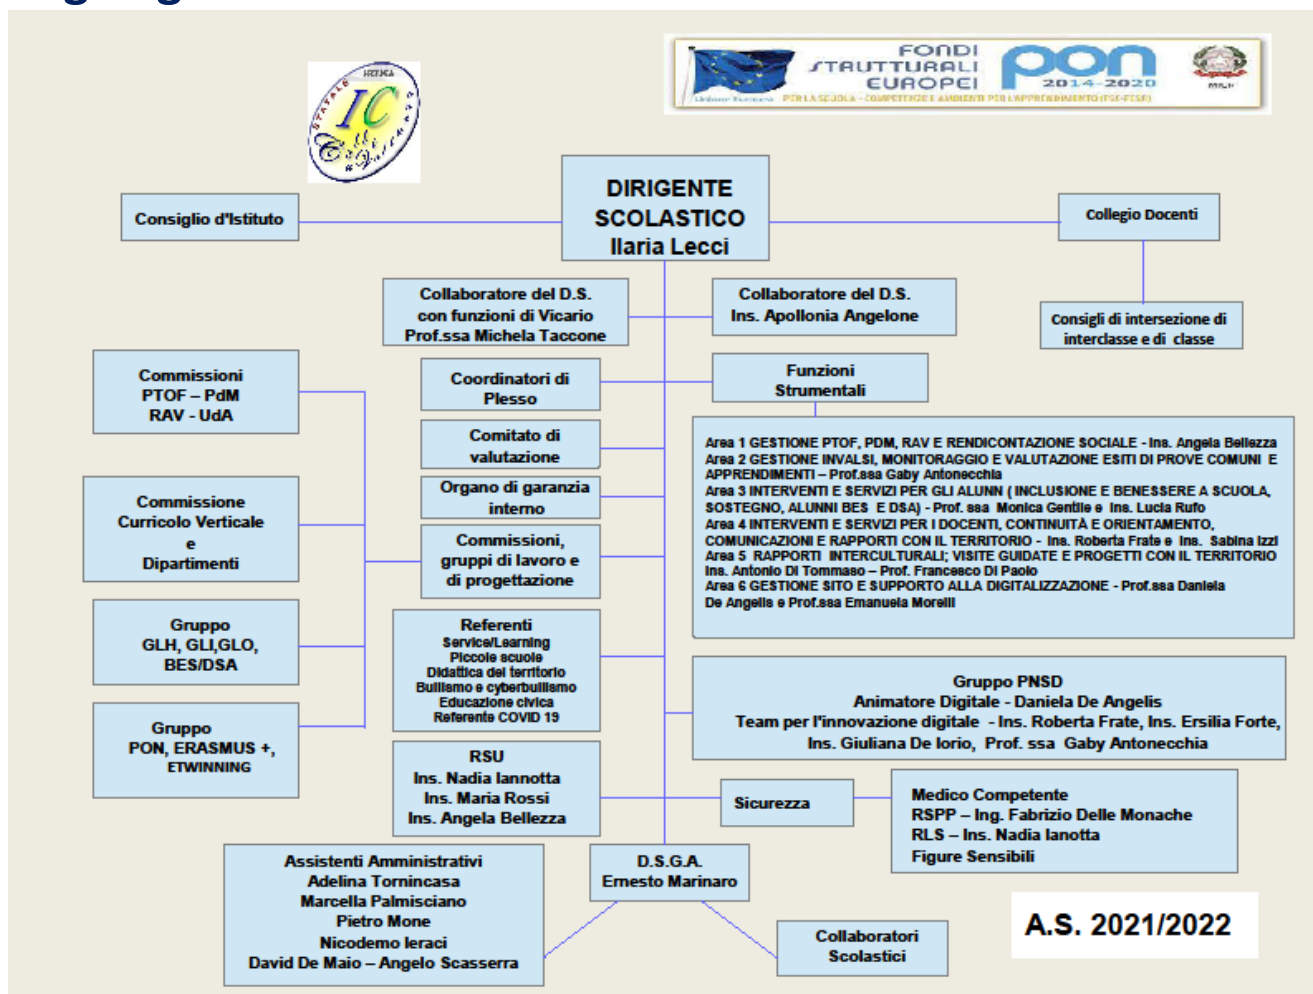 FONDI
STRUTTURALI
EUROPEI
pon
2014-2020
Unione Europea
PER LA SCUOLA - COMPETENZE E AMBIENTI PER L'APPRENDIMENTO (FSE-FESR)
MIUR
STATALE
IC
Colli
a Volturno
DIRIGENTE
SCOLASTICO
Ilaria Lecci
Consiglio d'Istituto
Collegio Docenti
Consigli di intersezione di
interclasse e di classe
Collaboratore del D.S.
con funzioni di Vicario
Prof.ssa Michela Taccone
Collaboratore del D.S.
Ins. Apollonia Angelone
Commissioni
PTOF – PdM
RAV - UdA
Coordinatori di
Plesso
Funzioni
Strumentali
Comitato di
valutazione
Area 1 GESTIONE PTOF, PDM, RAV E RENDICONTAZIONE SOCIALE - Ins. Angela Bellezza
Area 2 GESTIONE INVALSI, MONITORAGGIO E VALUTAZIONE ESITI DI PROVE COMUNI E
APPRENDIMENTI – Prof.ssa Gaby Antonecchia
Area 3 INTERVENTI E SERVIZI PER GLI ALUNN ( INCLUSIONE E BENESSERE A SCUOLA,
SOSTEGNO, ALUNNI BES E DSA) - Prof. ssa Monica Gentile e Ins. Lucia Rufo
Area 4 INTERVENTI E SERVIZI PER I DOCENTI, CONTINUITÀ E ORIENTAMENTO,
COMUNICAZIONI E RAPPORTI CON IL TERRITORIO - Ins. Roberta Frate e Ins. Sabina Izzi
Area 5 RAPPORTI INTERCULTURALI; VISITE GUIDATE E PROGETTI CON IL TERRITORIO
Ins. Antonio Di Tommaso – Prof. Francesco Di Paolo
Area 6 GESTIONE SITO E SUPPORTO ALLA DIGITALIZZAZIONE - Prof.ssa Daniela
De Angelis e Prof.ssa Emanuela Morelli
Organo di garanzia
interno
Commissione
Curricolo Verticale
e
Dipartimenti
Commissioni,
gruppi di lavoro e
di progettazione
Gruppo
GLH, GLI,GLO,
BES/DSA
Referenti
Service/Learning
Piccole scuole
Didattica del territorio
Bullismo e cyberbullismo
Educazione civica
Referente COVID 19
Gruppo PNSD
Animatore Digitale - Daniela De Angelis
Team per l'innovazione digitale - Ins. Roberta Frate, Ins. Ersilia Forte,
Ins. Giuliana De Iorio, Prof. ssa Gaby Antonecchia
Gruppo
PON, ERASMUS +,
ETWINNING
RSU
Ins. Nadia Iannotta
Ins. Maria Rossi
Ins. Angela Bellezza
Sicurezza
Medico Competente
RSPP – Ing. Fabrizio Delle Monache
RLS – Ins. Nadia Ianotta
Figure Sensibili
Assistenti Amministrativi
Adelina Tornincasa
Marcella Palmisciano
Pietro Mone
Nicodemo Ieraci
David De Maio – Angelo Scasserra
D.S.G.A.
Ernesto Marinaro
Collaboratori
Scolastici
A.S. 2021/2022